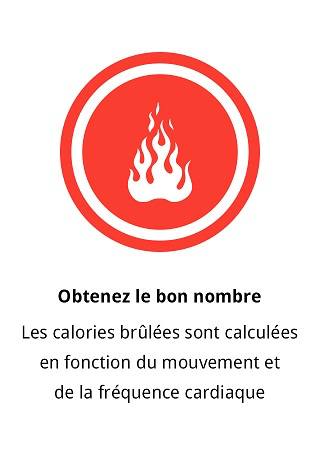 Obtenez le bon nombre
Les calories brûlées sont calculées
en fonction du mouvement et
de la fréquence cardiaque